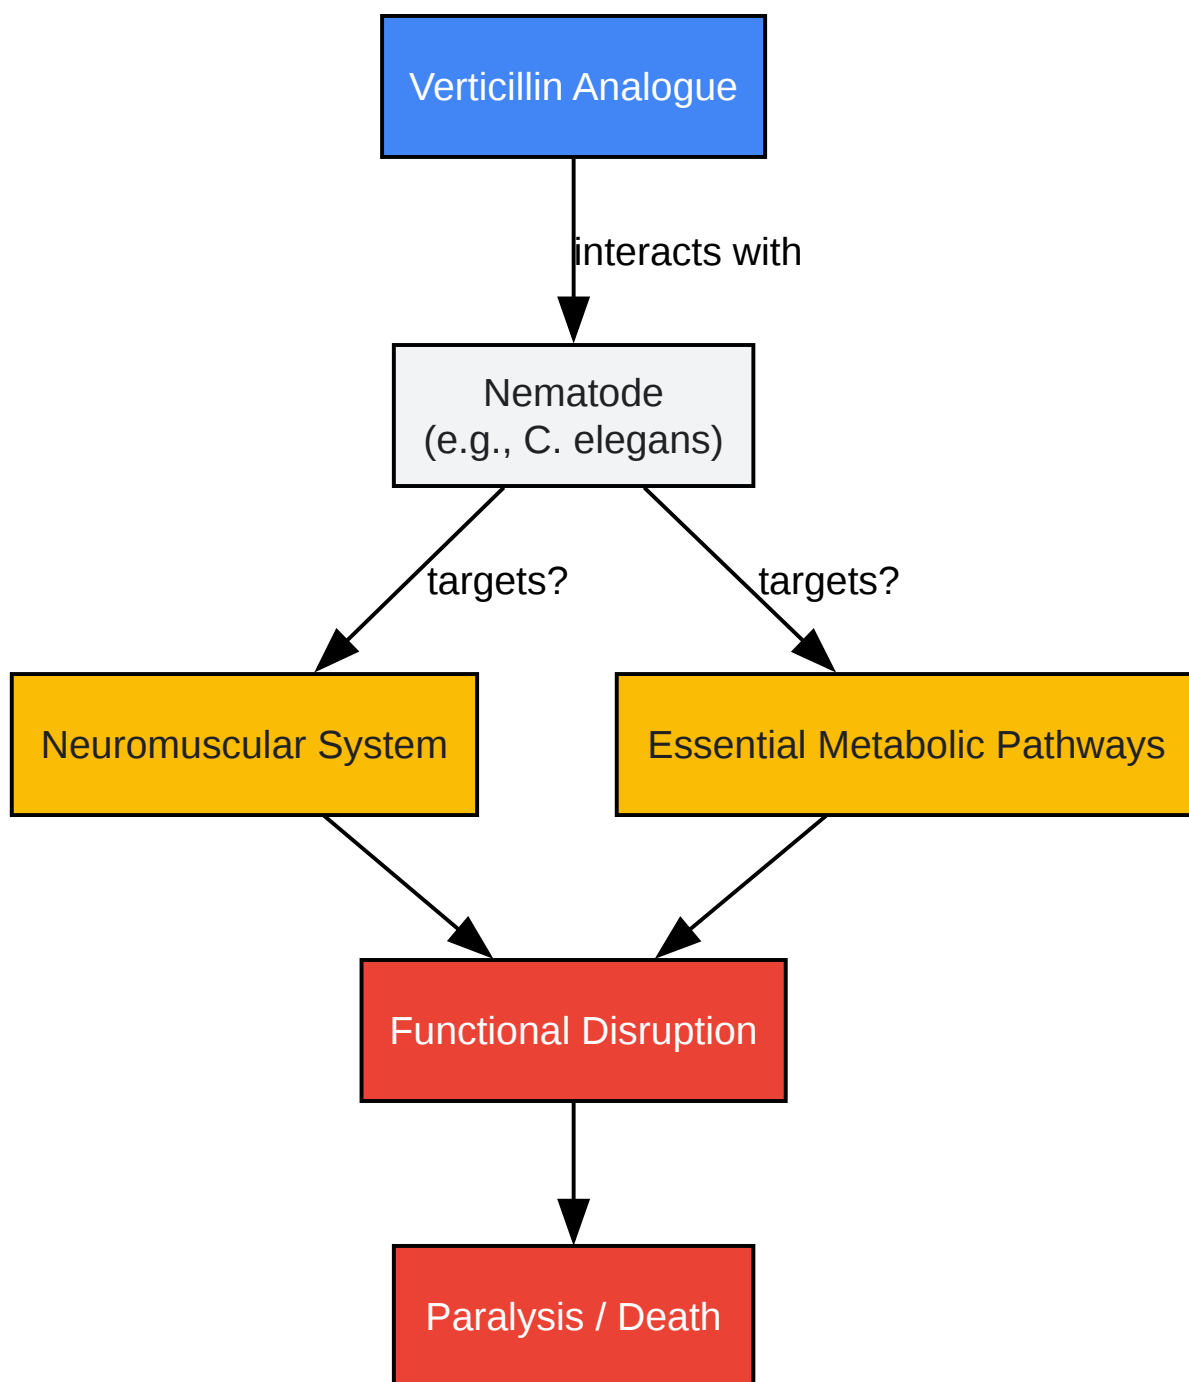 Verticillin Analogue
interacts with
Nematode
(e.g., C. elegans)
targets?
targets?
Neuromuscular System
Essential Metabolic Pathways
Functional Disruption
Paralysis / Death